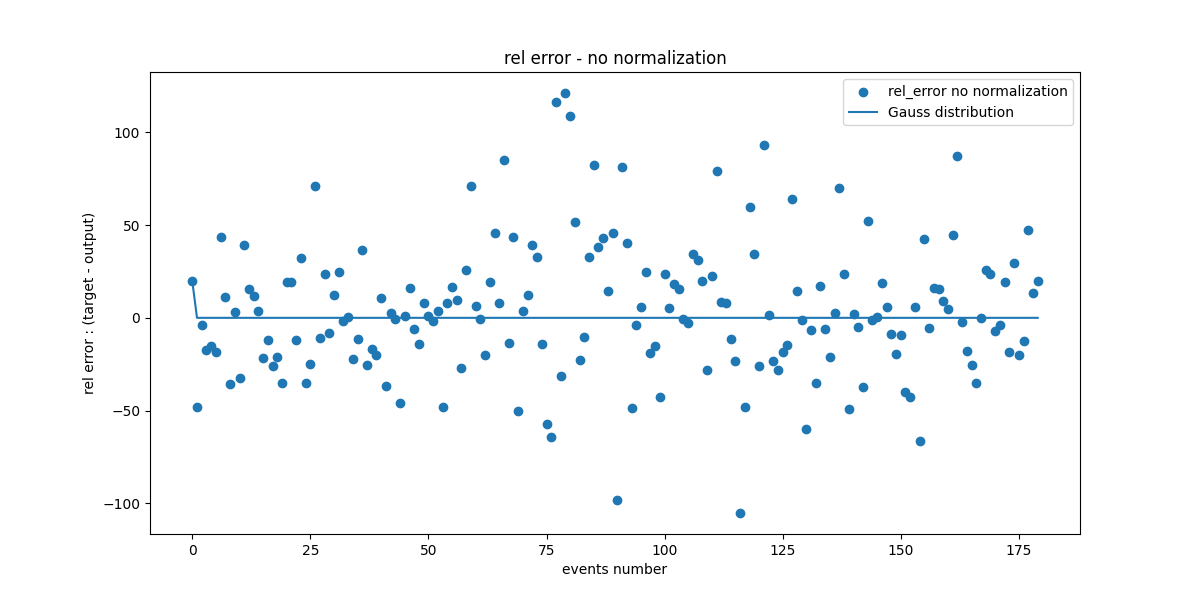 rel error - no normalization
rel_error no normalization
Gauss distribution
rel error : (target - output)
100
50
0
−50
−100
0 25 50 75 100 125 150 175
events number